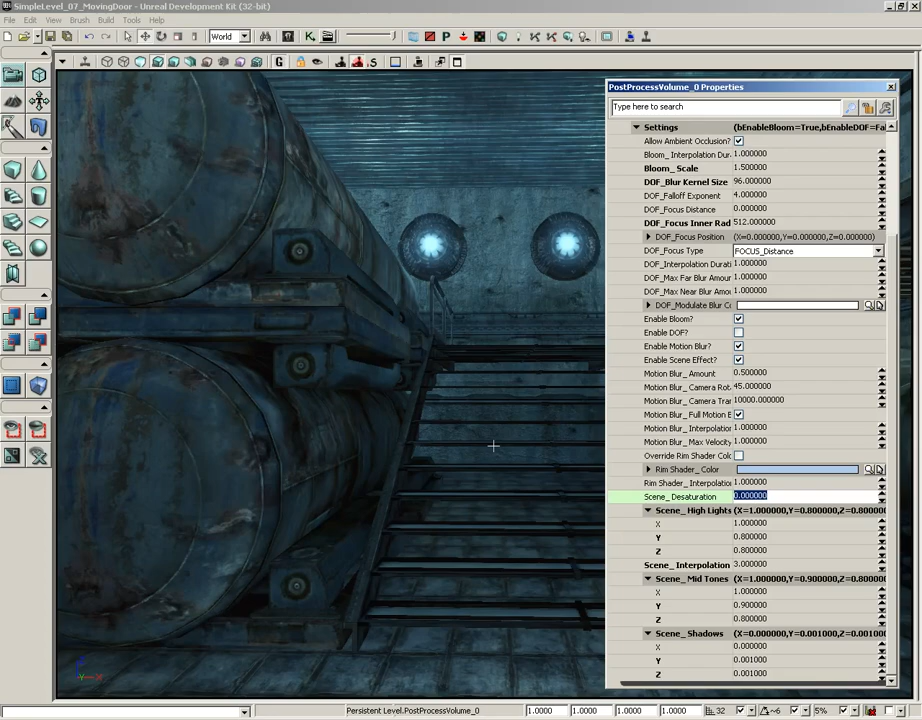 SimpleLevel_07_MovingDoor - Unreal Development Kit (32-bit)
File Edit View Brush Build Tools Help
World
PostProcessVolume_0 Properties
Type here to search
Settings (bEnableBloom=True,bEnableDOF=Fal
Allow Ambient Occlusion?
Bloom_ Interpolation Dur 1.000000
Bloom_ Scale 1.500000
DOF_Blur Kernel Size 96.000000
DOF_Falloff Exponent 4.000000
DOF_Focus Distance 0.000000
DOF_Focus Inner Rad 512.000000
DOF_Focus Position (X=0.000000,Y=0.000000,Z=0.000000)
DOF_Focus Type FOCUS_Distance
DOF_Interpolation Durati 1.000000
DOF_Max Far Blur Amour 1.000000
DOF_Max Near Blur Amou 1.000000
DOF_Modulate Blur Co
Enable Bloom?
Enable DOF?
Enable Motion Blur?
Enable Scene Effect?
Motion Blur_ Amount 0.500000
Motion Blur_ Camera Rot 45.000000
Motion Blur_ Camera Tra 10000.000000
Motion Blur_ Full Motion E
Motion Blur_ Interpolation 1.000000
Motion Blur_ Max Velocity 1.000000
Override Rim Shader Colo
Rim Shader_ Color
Rim Shader_ Interpolatio 1.000000
Scene_ Desaturation 0.000000
Scene_ High Lights (X=1.000000,Y=0.800000,Z=0.800000
X 1.000000
Y 0.800000
Z 0.800000
Scene_ Interpolation 3.000000
Scene_ Mid Tones (X=1.000000,Y=0.900000,Z=0.800000
X 1.000000
Y 0.900000
Z 0.800000
Scene_ Shadows (X=0.000000,Y=0.001000,Z=0.001000
X 0.000000
Y 0.001000
Z 0.001000
Persistent Level.PostProcessVolume_0 1.0000 1.0000 1.0000 1.0000 32 ~6 5%